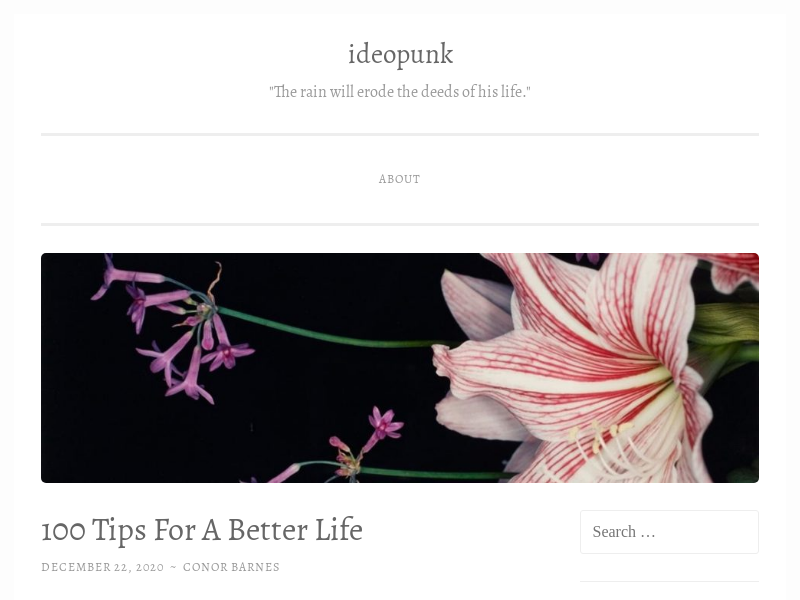 ideopunk
"The rain will erode the deeds of his life."
ABOUT
100 Tips For A Better Life
DECEMBER 22, 2020 ~ CONOR BARNES
Search …